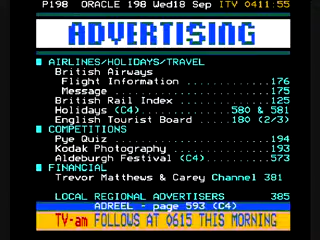 P198 ORACLE 198 Wed18 Sep ITV 0411:55
ADVERTISING
AIRLINES/HOLIDAYS/TRAVEL
British Airways
Flight Information ............176
Message .......................175
British Rail Index ..............125
Holidays (C4) .............580 & 581
English Tourist Board .....180 (2/3)
COMPETITIONS
Pye Quiz ........................194
Kodak Photography ...............193
Aldeburgh Festival (C4)..........573
FINANCIAL
Trevor Matthews & Carey Channel 381
LOCAL REGIONAL ADVERTISERS 385
ADREEL - page 593 (C4)
TV-am FOLLOWS AT 0615 THIS MORNING